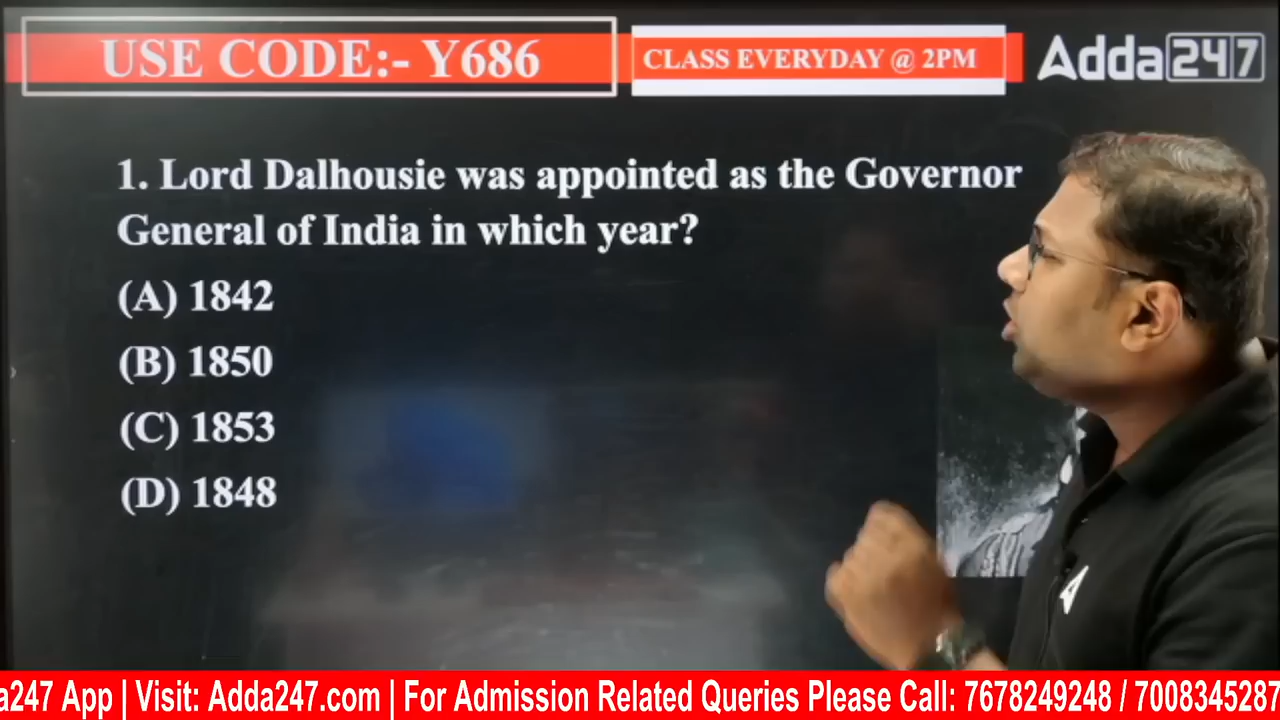 USE CODE:- Y686
CLASS EVERYDAY @ 2PM
Adda247
1. Lord Dalhousie was appointed as the Governor
General of India in which year?
(A) 1842
(B) 1850
(C) 1853
(D) 1848
a247 App | Visit: Adda247.com | For Admission Related Queries Please Call: 7678249248 / 7008345287